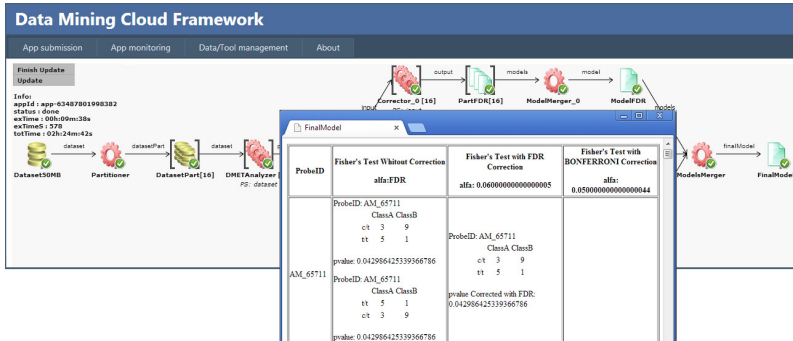 Data Mining Cloud Framework
App submission App monitoring Data/Tool management About
Finish Update
Update
Info:
appId : app-63487801998382
status : done
exTime : 00h:09m:38s
exTimeS : 578
totTime : 02h:24m:42s
output models model
Corrector_0 [16] PartFDR[16] ModelMerger_0 ModelFDR
input models
dataset datasetPart dataset finalModel
Dataset50MB Partitioner DatasetPart[16] DMETAnalyzer [ ModelsMerger FinalModel
PS: dataset
FinalModel x
ProbeID
Fisher's Test Whitout Correction
alfa:FDR
Fisher's Test with FDR
Correction
alfa: 0.06000000000000005
Fisher's Test with
BONFERRONI Correction
alfa:
0.050000000000000044
AM_65711
ProbeID: AM_65711
ClassA ClassB
c/t 3 9
t/t 5 1
pvalue: 0.042986425339366786
ProbeID: AM_65711
ClassA ClassB
t/t 5 1
c/t 3 9
pvalue: 0.042986425339366786
ProbeID: AM_65711
ClassA ClassB
c/t 3 9
t/t 5 1
pvalue Corrected with FDR:
0.042986425339366786